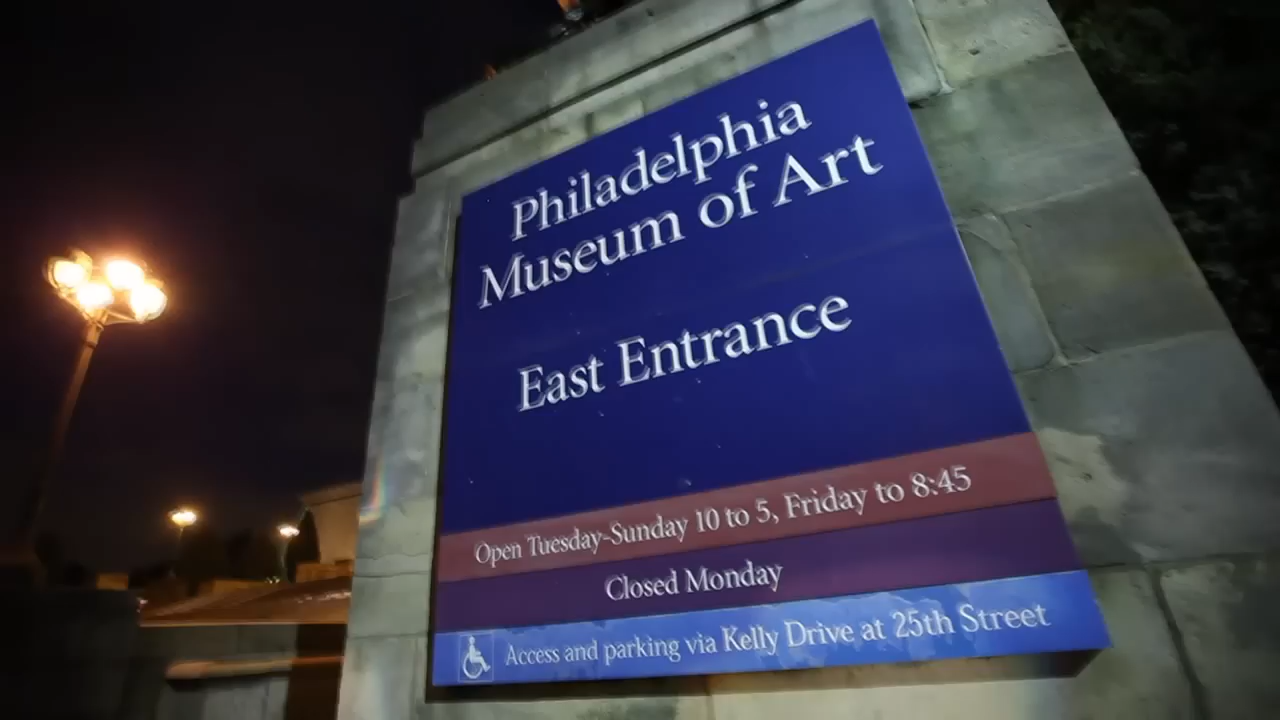 Philadelphia
Museum of Art
East Entrance
Open Tuesday-Sunday 10 to 5, Friday to 8:45
Closed Monday
Access and parking via Kelly Drive at 25th Street